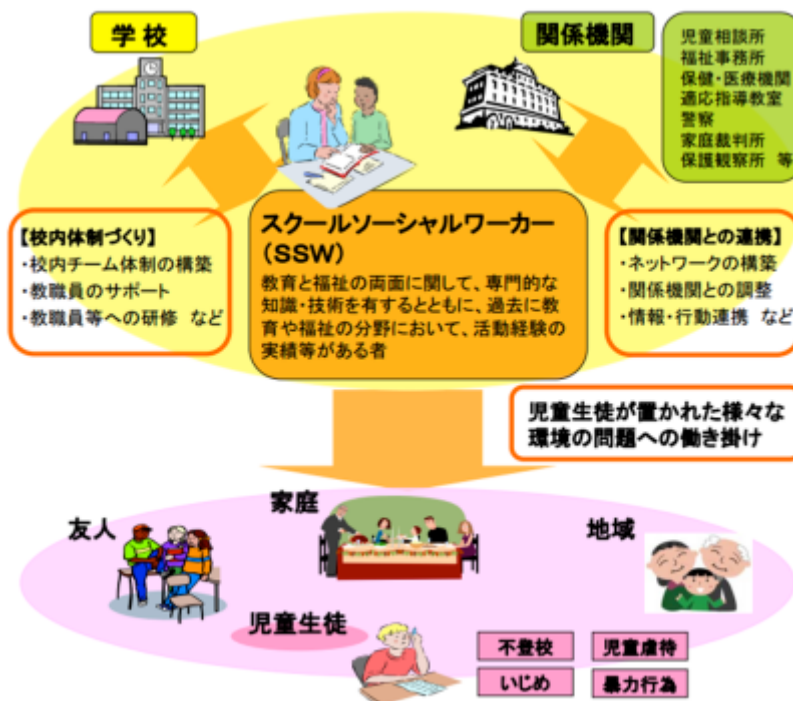 学校
関係機関
児童相談所
福祉事務所
保健・医療機関
適応指導教室
警察
家庭裁判所
保護観察所 等
【校内体制づくり】
・校内チーム体制の構築
・教職員のサポート
・教職員等への研修 など
スクールソーシャルワーカー
（SSW）
教育と福祉の両面に関して、専門的な
知識・技術を有するとともに、過去に教
育や福祉の分野において、活動経験の
実績等がある者
【関係機関との連携】
・ネットワークの構築
・関係機関との調整
・情報・行動連携 など
児童生徒が置かれた様々な
環境の問題への働き掛け
友人
家庭
地域
児童生徒
不登校
児童虐待
いじめ
暴力行為